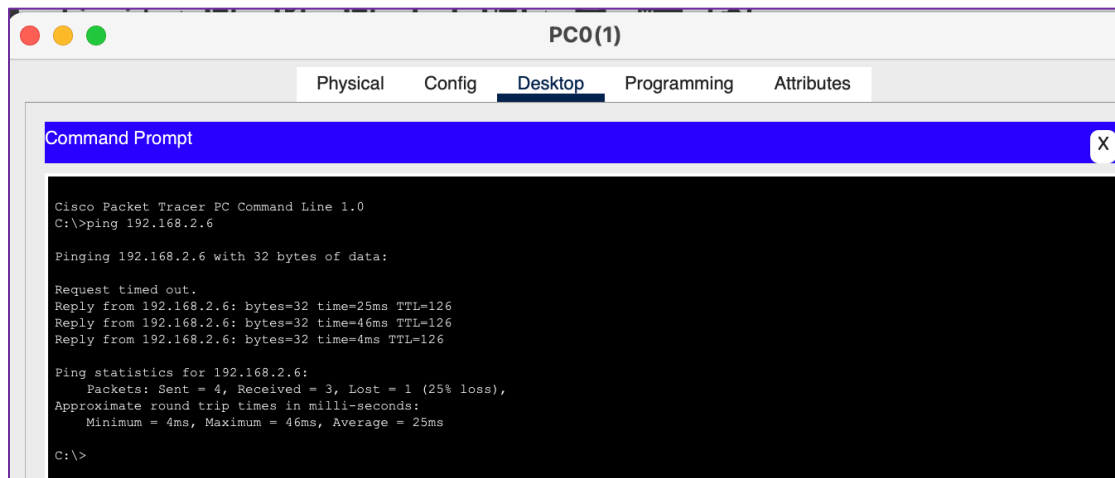 PC0(1)
Physical Config Desktop Programming Attributes
Command Prompt
X
Cisco Packet Tracer PC Command Line 1.0
C:\>ping 192.168.2.6
Pinging 192.168.2.6 with 32 bytes of data:
Request timed out.
Reply from 192.168.2.6: bytes=32 time=25ms TTL=126
Reply from 192.168.2.6: bytes=32 time=46ms TTL=126
Reply from 192.168.2.6: bytes=32 time=4ms TTL=126
Ping statistics for 192.168.2.6:
Packets: Sent = 4, Received = 3, Lost = 1 (25% loss),
Approximate round trip times in milli-seconds:
Minimum = 4ms, Maximum = 46ms, Average = 25ms
C:\>